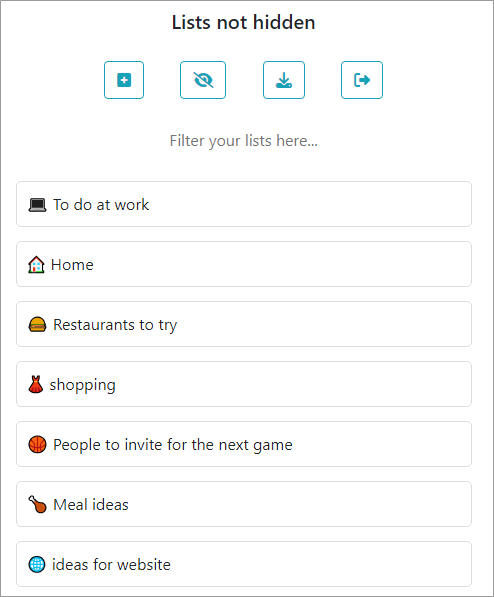 Lists not hidden
Filter your lists here...
To do at work
Home
Restaurants to try
shopping
People to invite for the next game
Meal ideas
ideas for website